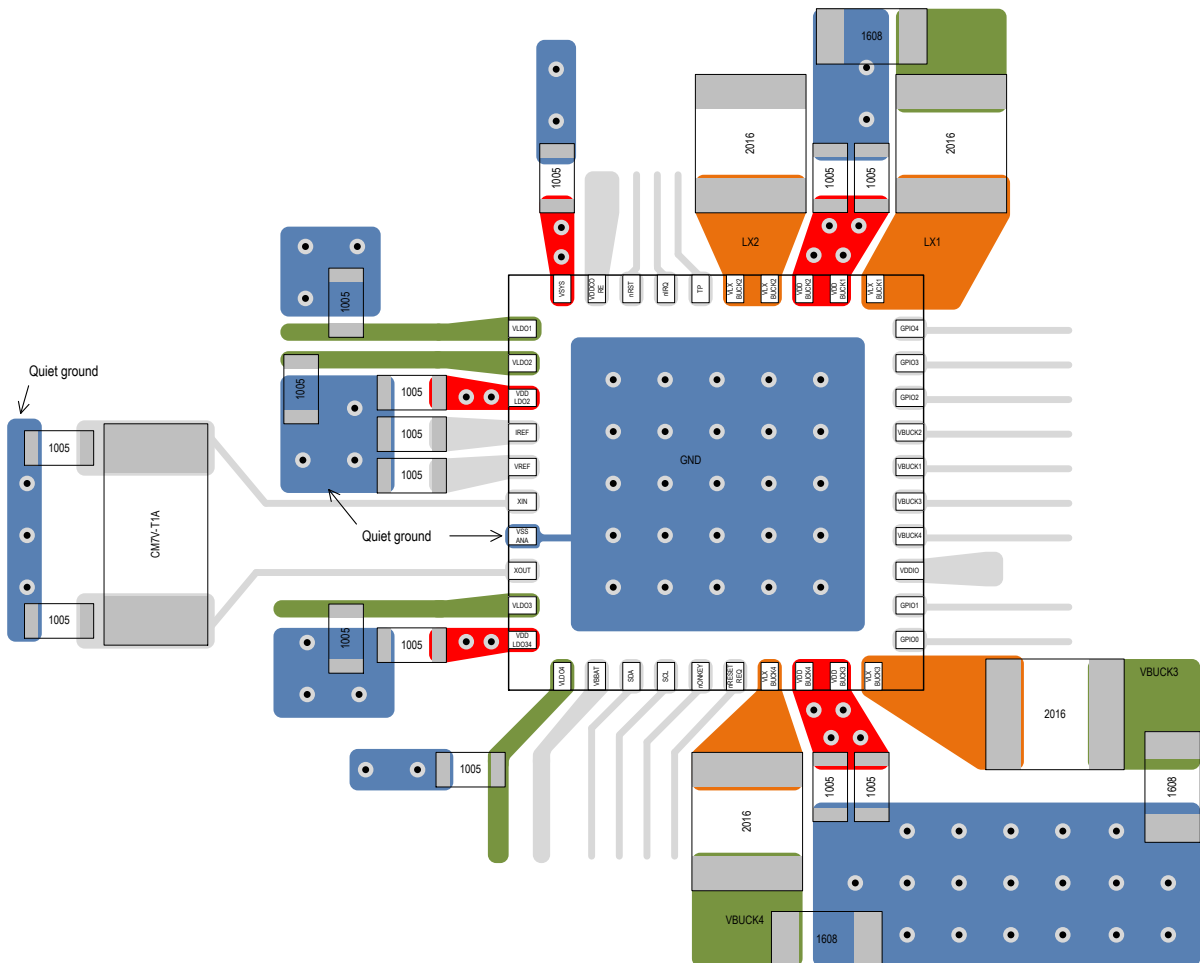 1608
2016
2016
1005
1005
1005
LX2
LX1
VSYS
VDDCO
RE
nRST
nIRQ
TP
VLX
BUCK2
VLX
BUCK2
VDD
BUCK2
VDD
BUCK1
VLX
BUCK1
1005
VLDO1
GPIO4
VLDO2
GPIO3
Quiet ground
1005
1005
VDD
LDO2
GPIO2
1005
1005
IREF
VBUCK2
GND
1005
VREF
VBUCK1
XIN
VBUCK3
CM7V-T1A
Quiet ground
VSS
ANA
VBUCK4
XOUT
VDDIO
1005
VLDO3
GPIO1
1005
1005
VDD
LDO34
GPIO0
VLDO4
VBBAT
SDA
SCL
nONKEY
nRESET
REQ
VLX
BUCK4
VDD
BUCK4
VDD
BUCK3
VLX
BUCK3
VBUCK3
2016
1005
1005
1005
1608
2016
VBUCK4
1608